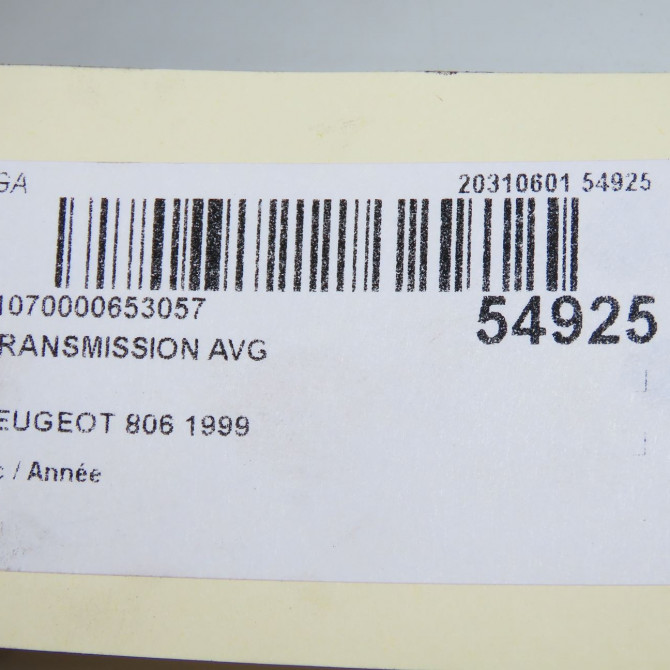 GA 20310601 54925
1070000653057
54925
RANSMISSION AVG
EUGEOT 806 1999
c / Année